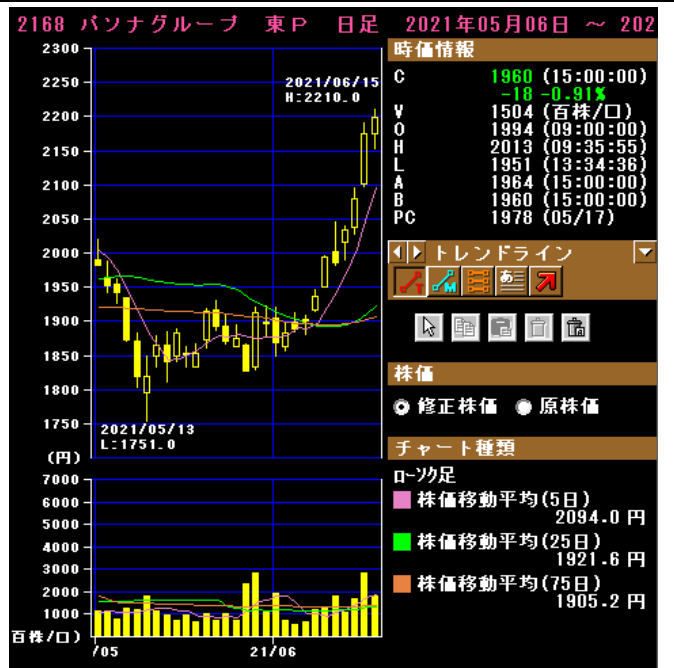 2168 パソナグループ 東Ｐ 日足 2021年05月06日 ～ 202
2300
2250
2200
2150
2100
2050
2000
1950
1900
1850
1800
1750
(円)
2021/06/15
H:2210.0
2021/05/13
L:1751.0
7000
6000
5000
4000
3000
2000
1000
百株/口)
/05 21/06
時価情報
C 1960 (15:00:00)
-18 -0.91%
V 1504 (百株/口)
O 1994 (09:00:00)
H 2013 (09:35:55)
L 1951 (13:34:36)
A 1964 (15:00:00)
B 1960 (15:00:00)
PC 1978 (05/17)
トレンドライン
T M あ
株価
修正株価 原株価
チャート種類
ﾛｰｿｸ足
株価移動平均(5日)
2094.0 円
株価移動平均(25日)
1921.6 円
株価移動平均(75日)
1905.2 円